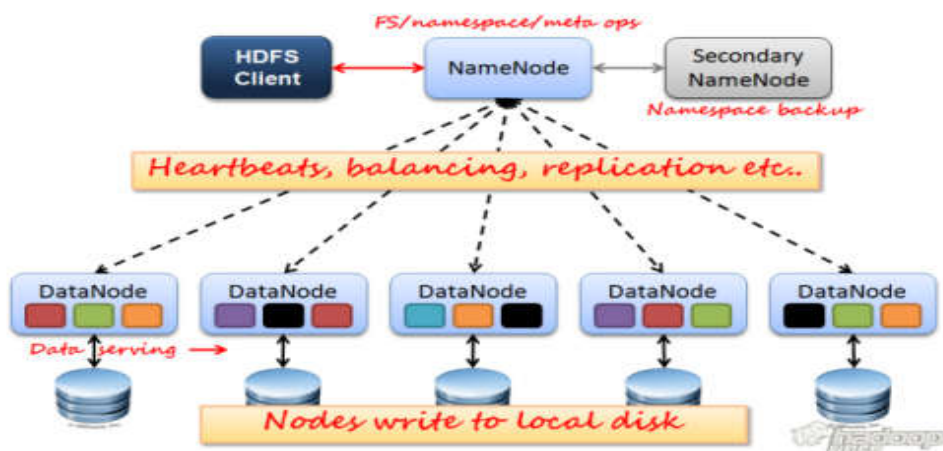 FS/namespace/meta ops
HDFS
Client
NameNode
Secondary
NameNode
Namespace backup
Heartbeats, balancing, replication etc..
DataNode
DataNode
DataNode
DataNode
DataNode
Data serving
Nodes write to local disk
hadoop